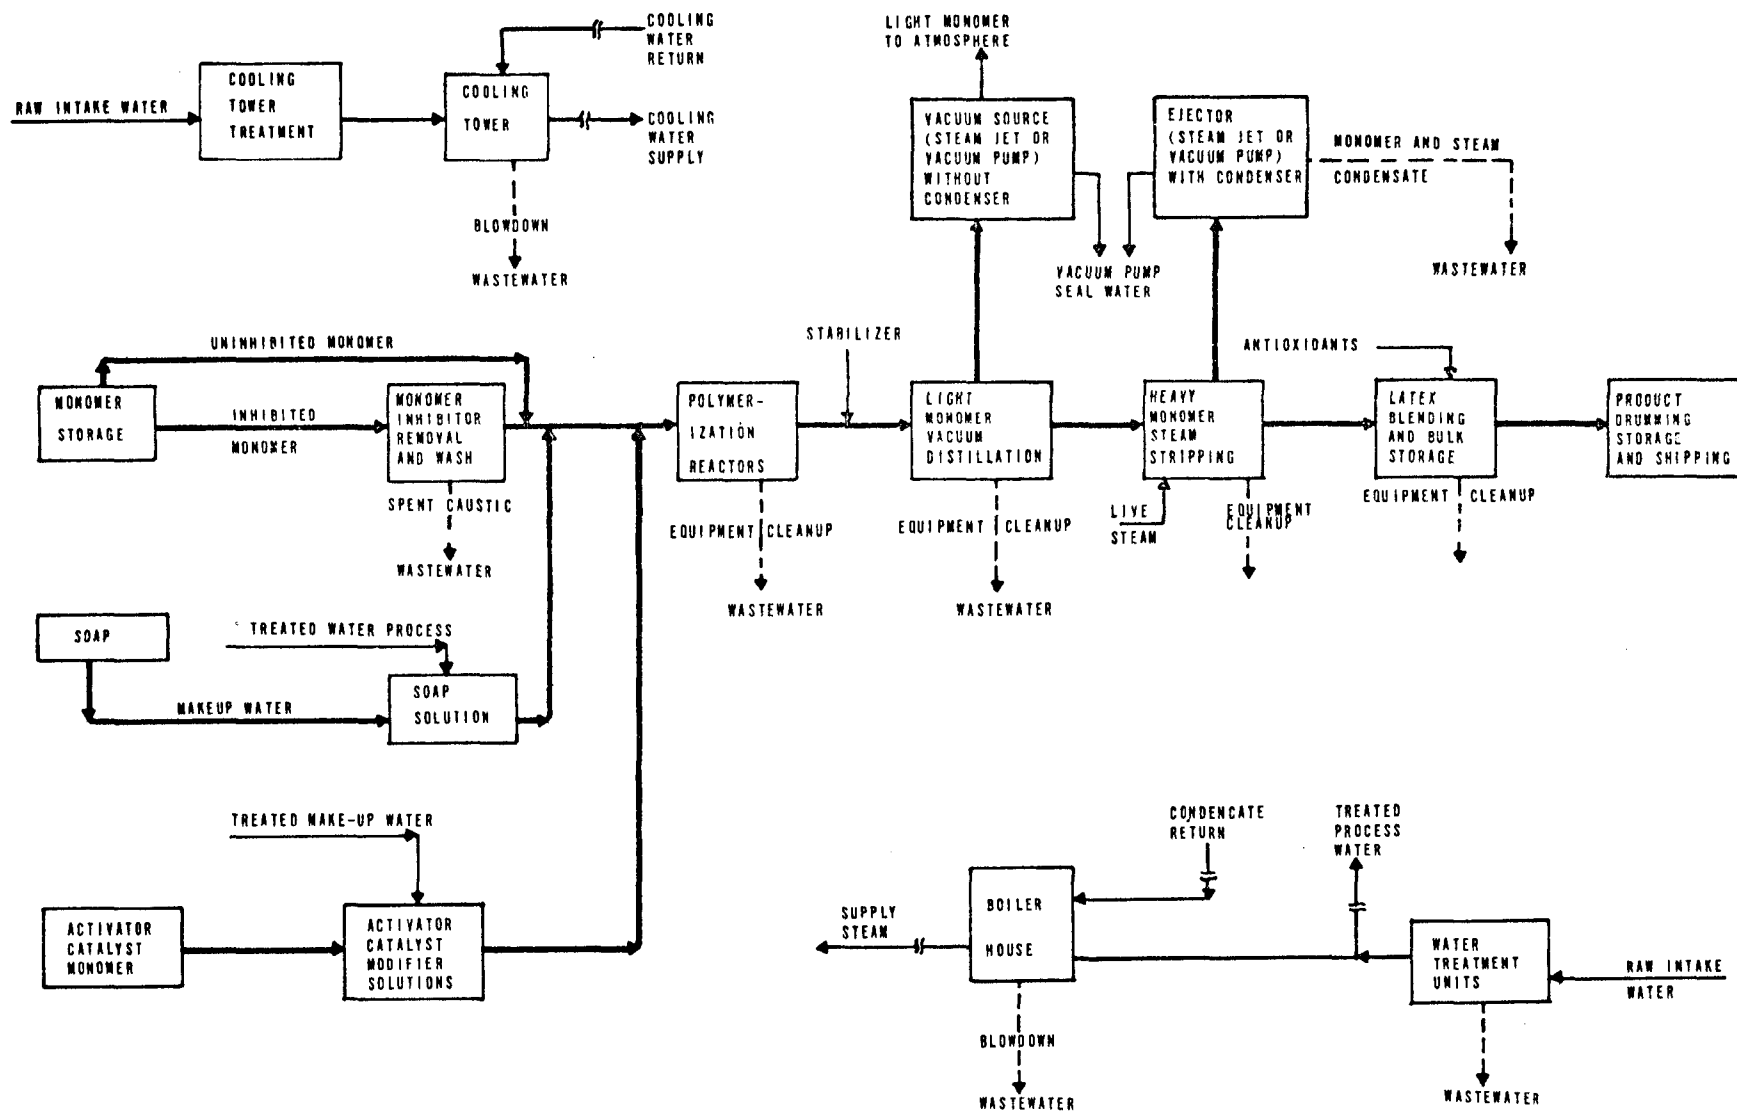 COOLING
WATER
RETURN
RAW INTAKE WATER
COOLING
TOWER
TREATMENT
COOLING
TOWER
COOLING
WATER
SUPPLY
BLOWDOWN
WASTEWATER
LIGHT MONOMER
TO ATMOSPHERE
VACUUM SOURCE
(STEAM JET OR
VACUUM PUMP)
WITHOUT
CONDENSER
EJECTOR
(STEAM JET OR
VACUUM PUMP)
WITH CONDENSER
MONOMER AND STEAM
CONDENSATE
VACUUM PUMP
SEAL WATER
WASTEWATER
UNINHIBITED MONOMER
MONOMER
STORAGE
INHIBITED
MONOMER
MONOMER
INHIBITOR
REMOVAL
AND WASH
SPENT CAUSTIC
WASTEWATER
POLYMER-
IZATION
REACTORS
EQUIPMENT CLEANUP
WASTEWATER
STABILIZER
LIGHT
MONOMER
VACUUM
DISTILLATION
EQUIPMENT CLEANUP
WASTEWATER
HEAVY
MONOMER
STEAM
STRIPPING
LIVE
STEAM
EQUIPMENT
CLEANUP
ANTIOXIDANTS
LATEX
BLENDING
AND BULK
STORAGE
EQUIPMENT CLEANUP
PRODUCT
DRUMMING
STORAGE
AND SHIPPING
SOAP
TREATED WATER PROCESS
MAKEUP WATER
SOAP
SOLUTION
TREATED MAKE-UP WATER
ACTIVATOR
CATALYST
MONOMER
ACTIVATOR
CATALYST
MODIFIER
SOLUTIONS
CONDENCATE
RETURN
TREATED
PROCESS
WATER
SUPPLY
STEAM
BOILER
HOUSE
WATER
TREATMENT
UNITS
RAW INTAKE
WATER
BLOWDOWN
WASTEWATER
WASTEWATER